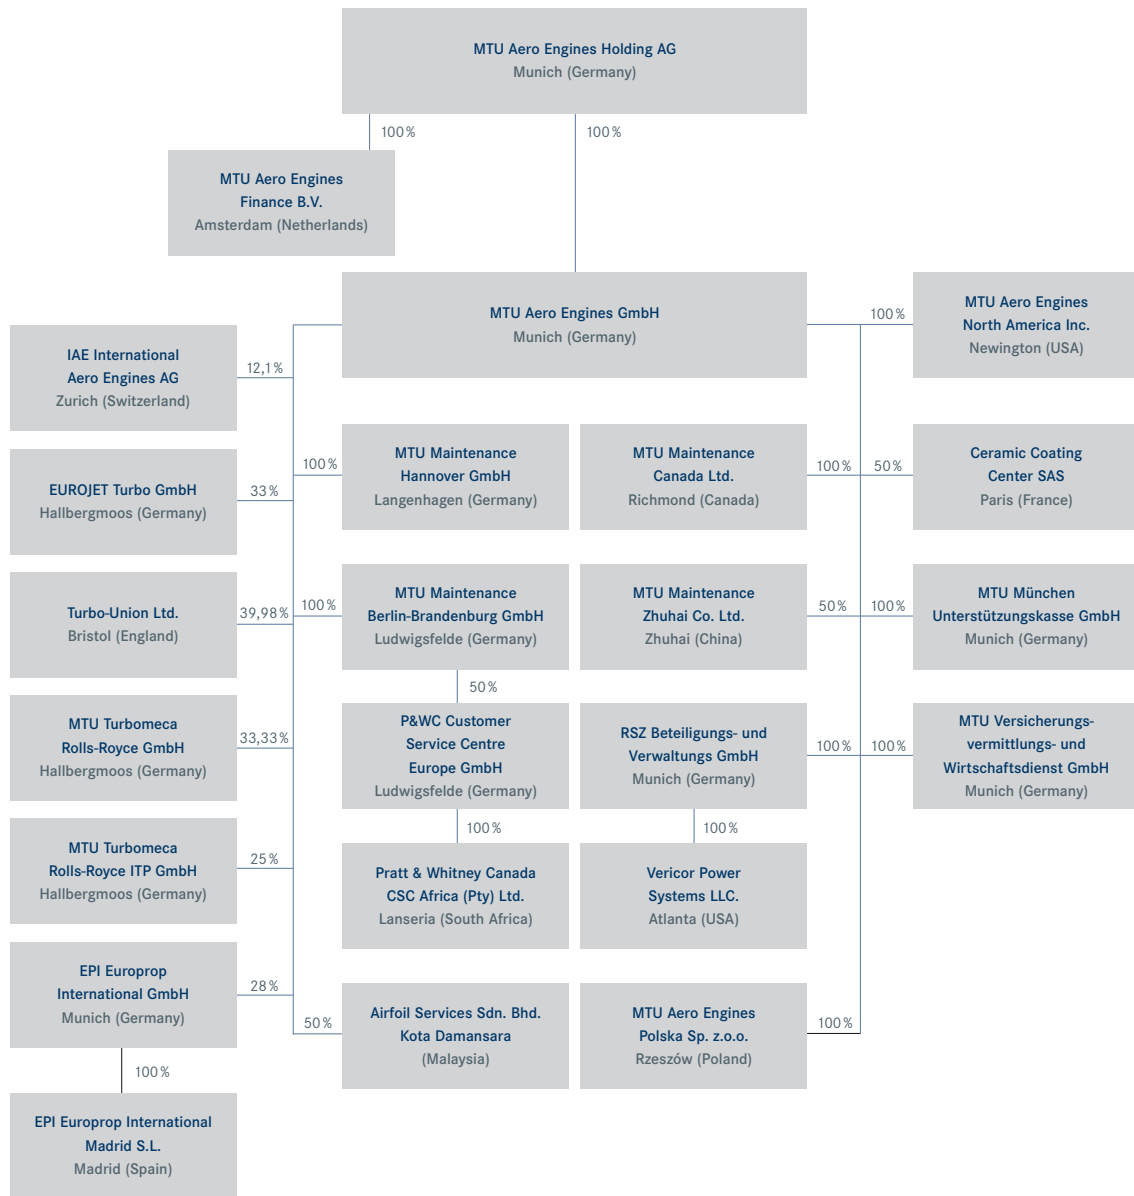 MTU Aero Engines Holding AG
Munich (Germany)
100 %
100 %
MTU Aero Engines
Finance B.V.
Amsterdam (Netherlands)
MTU Aero Engines GmbH
Munich (Germany)
100 %
MTU Aero Engines
North America Inc.
Newington (USA)
IAE International
Aero Engines AG
Zurich (Switzerland)
12,1 %
EUROJET Turbo GmbH
Hallbergmoos (Germany)
33 %
100 %
MTU Maintenance
Hannover GmbH
Langenhagen (Germany)
MTU Maintenance
Canada Ltd.
Richmond (Canada)
100 %
50 %
Ceramic Coating
Center SAS
Paris (France)
Turbo-Union Ltd.
Bristol (England)
39,98 %
100 %
MTU Maintenance
Berlin-Brandenburg GmbH
Ludwigsfelde (Germany)
MTU Maintenance
Zhuhai Co. Ltd.
Zhuhai (China)
50 %
100 %
MTU München
Unterstützungskasse GmbH
Munich (Germany)
50 %
MTU Turbomeca
Rolls-Royce GmbH
Hallbergmoos (Germany)
33,33 %
P&WC Customer
Service Centre
Europe GmbH
Ludwigsfelde (Germany)
RSZ Beteiligungs- und
Verwaltungs GmbH
Munich (Germany)
100 %
100 %
MTU Versicherungs-
vermittlungs- und
Wirtschaftsdienst GmbH
Munich (Germany)
100 %
100 %
MTU Turbomeca
Rolls-Royce ITP GmbH
Hallbergmoos (Germany)
25 %
Pratt & Whitney Canada
CSC Africa (Pty) Ltd.
Lanseria (South Africa)
Vericor Power
Systems LLC.
Atlanta (USA)
EPI Europrop
International GmbH
Munich (Germany)
28 %
50 %
Airfoil Services Sdn. Bhd.
Kota Damansara
(Malaysia)
MTU Aero Engines
Polska Sp. z.o.o.
Rzeszów (Poland)
100 %
100 %
EPI Europrop International
Madrid S.L.
Madrid (Spain)